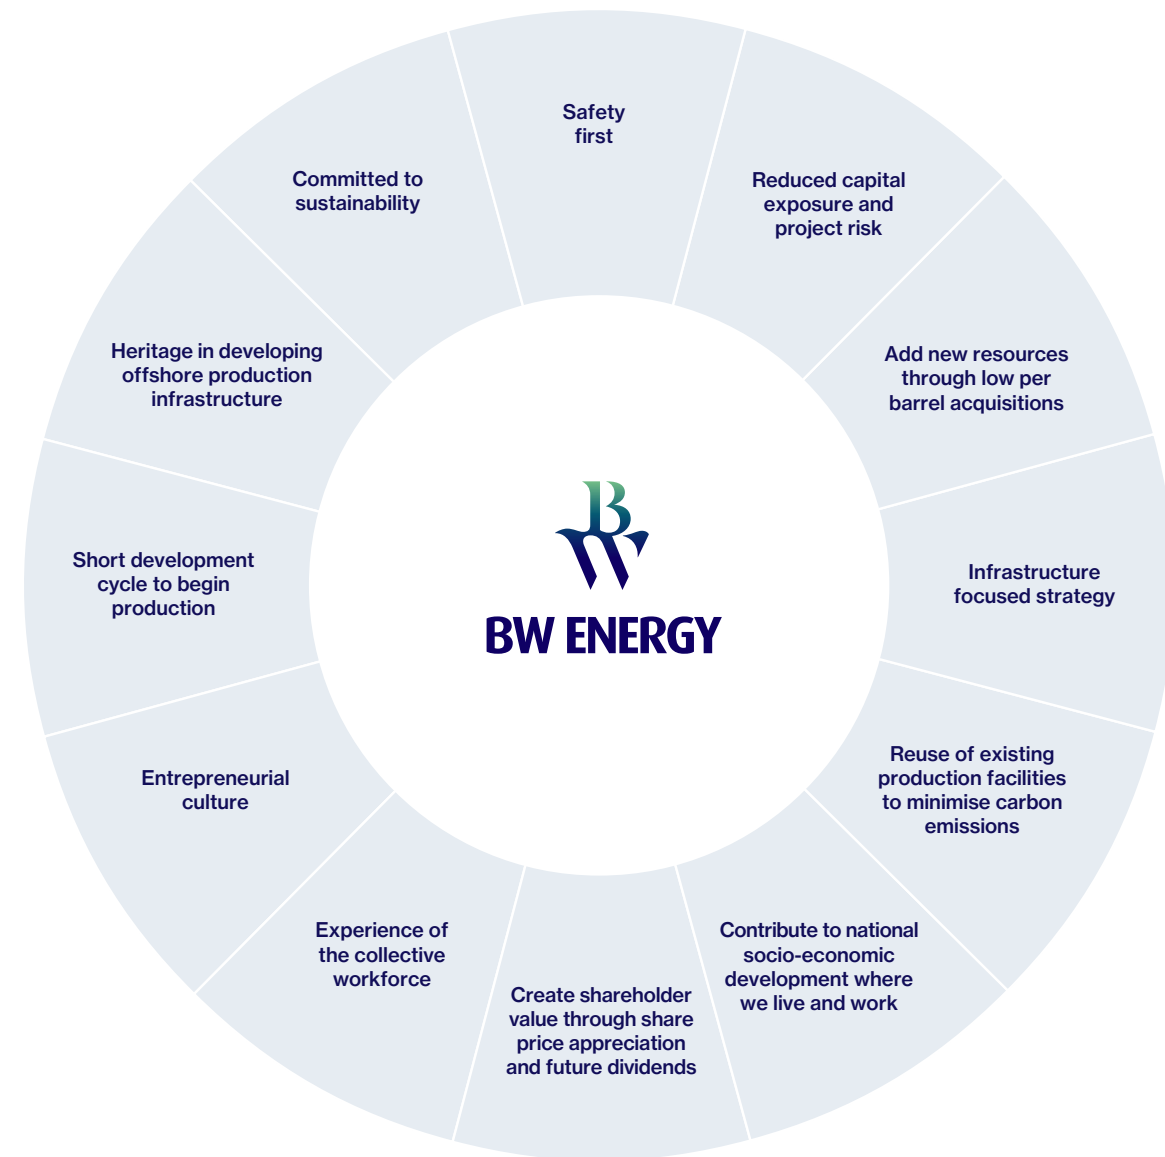 Safety
first
Reduced capital
exposure and
project risk
Add new resources
through low per
barrel acquisitions
Infrastructure
focused strategy
Reuse of existing
production facilities
to minimise carbon
emissions
Contribute to national
socio-economic
development where
we live and work
Create shareholder
value through share
price appreciation
and future dividends
Experience of
the collective
workforce
Entrepreneurial
culture
Short development
cycle to begin
production
Heritage in developing
offshore production
infrastructure
Committed to
sustainability
BW
BW ENERGY